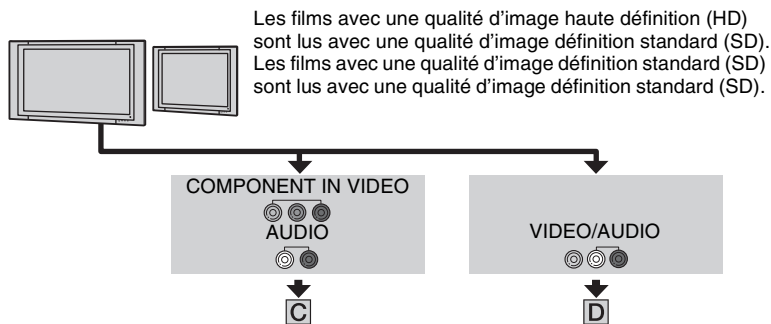 Les films avec une qualité d’image haute définition (HD)
sont lus avec une qualité d’image définition standard (SD).
Les films avec une qualité d’image définition standard (SD)
sont lus avec une qualité d’image définition standard (SD).
COMPONENT IN VIDEO
AUDIO
VIDEO/AUDIO
C
D